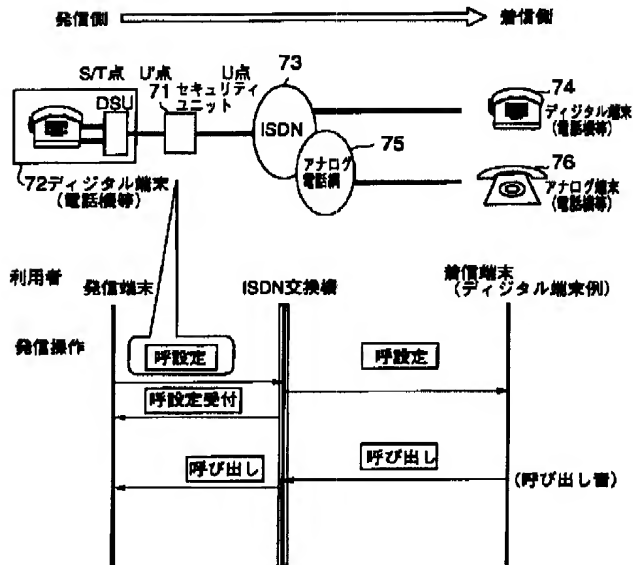 発信側
着信側
S/T点
U'点
U点
73
DSU
71
セキュリティ
ユニット
ISDN
75
アナログ
電話網
74
ディジタル端末
(電話機等)
76
アナログ端末
(電話機等)
72ディジタル端末
(電話機等)
利用者
発信端末
ISDN交換機
着信端末
(ディジタル端末例)
発信操作
呼設定
呼設定
呼設定受付
呼び出し
呼び出し
(呼び出し音)